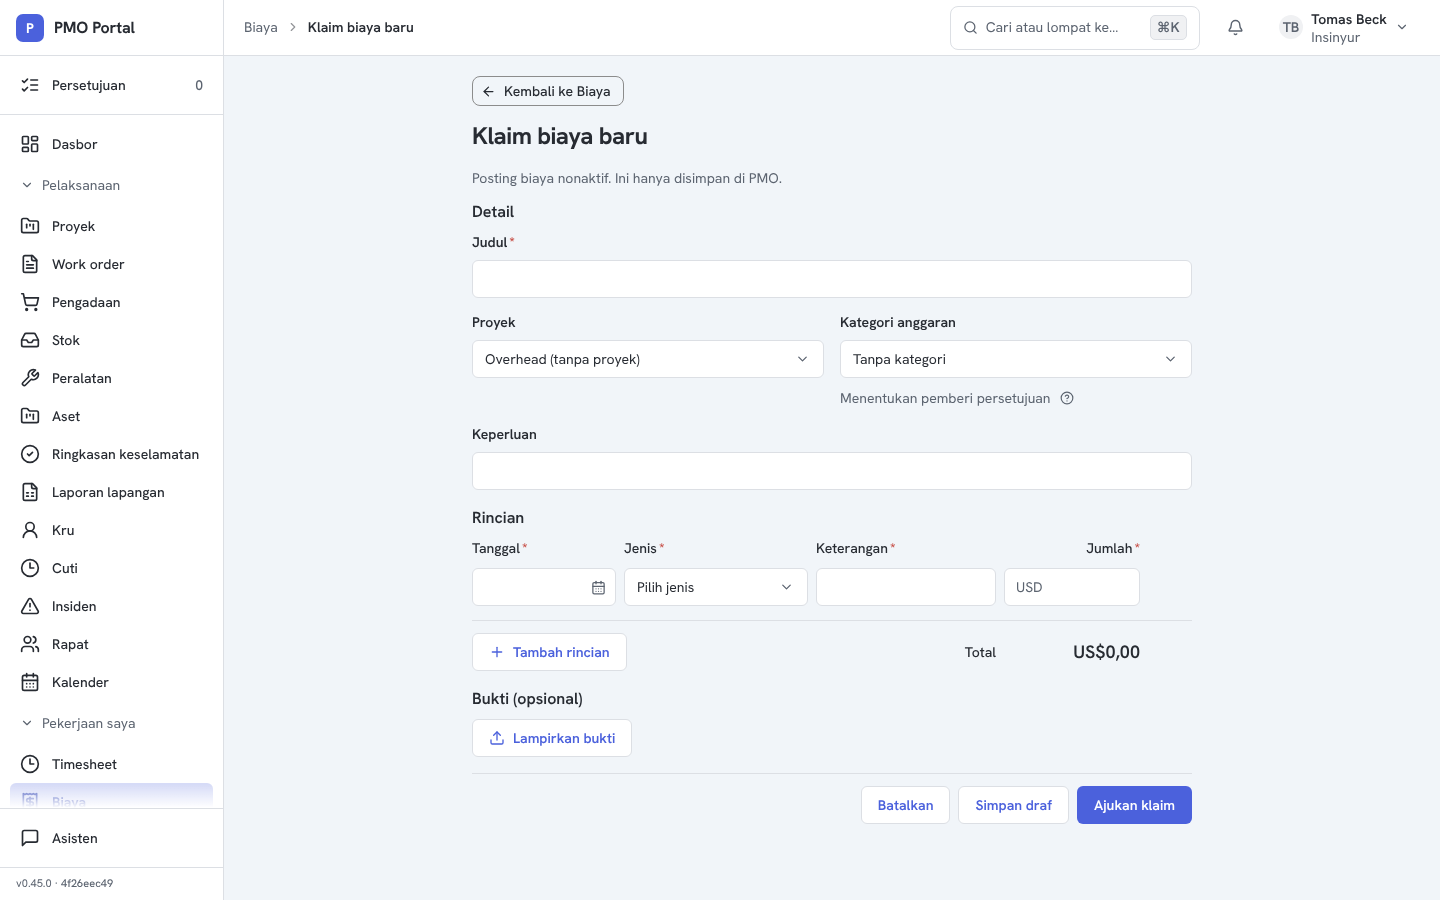 P PMO Portal
Biaya > Klaim biaya baru
Cari atau lompat ke...
⌘K
TB
Tomas Beck
Insinyur
Persetujuan 0
Dasbor
Pelaksanaan
Proyek
Work order
Pengadaan
Stok
Peralatan
Aset
Ringkasan keselamatan
Laporan lapangan
Kru
Cuti
Insiden
Rapat
Kalender
Pekerjaan saya
Timesheet
Biaya
Asisten
v0.45.0 · 4f26eec49
Kembali ke Biaya
Klaim biaya baru
Posting biaya nonaktif. Ini hanya disimpan di PMO.
Detail
Judul *
Proyek
Kategori anggaran
Overhead (tanpa proyek)
Tanpa kategori
Menentukan pemberi persetujuan
Keperluan
Rincian
Tanggal * Jenis * Keterangan * Jumlah *
Pilih jenis
USD
Tambah rincian
Total US$0,00
Bukti (opsional)
Lampirkan bukti
Batalkan
Simpan draf
Ajukan klaim